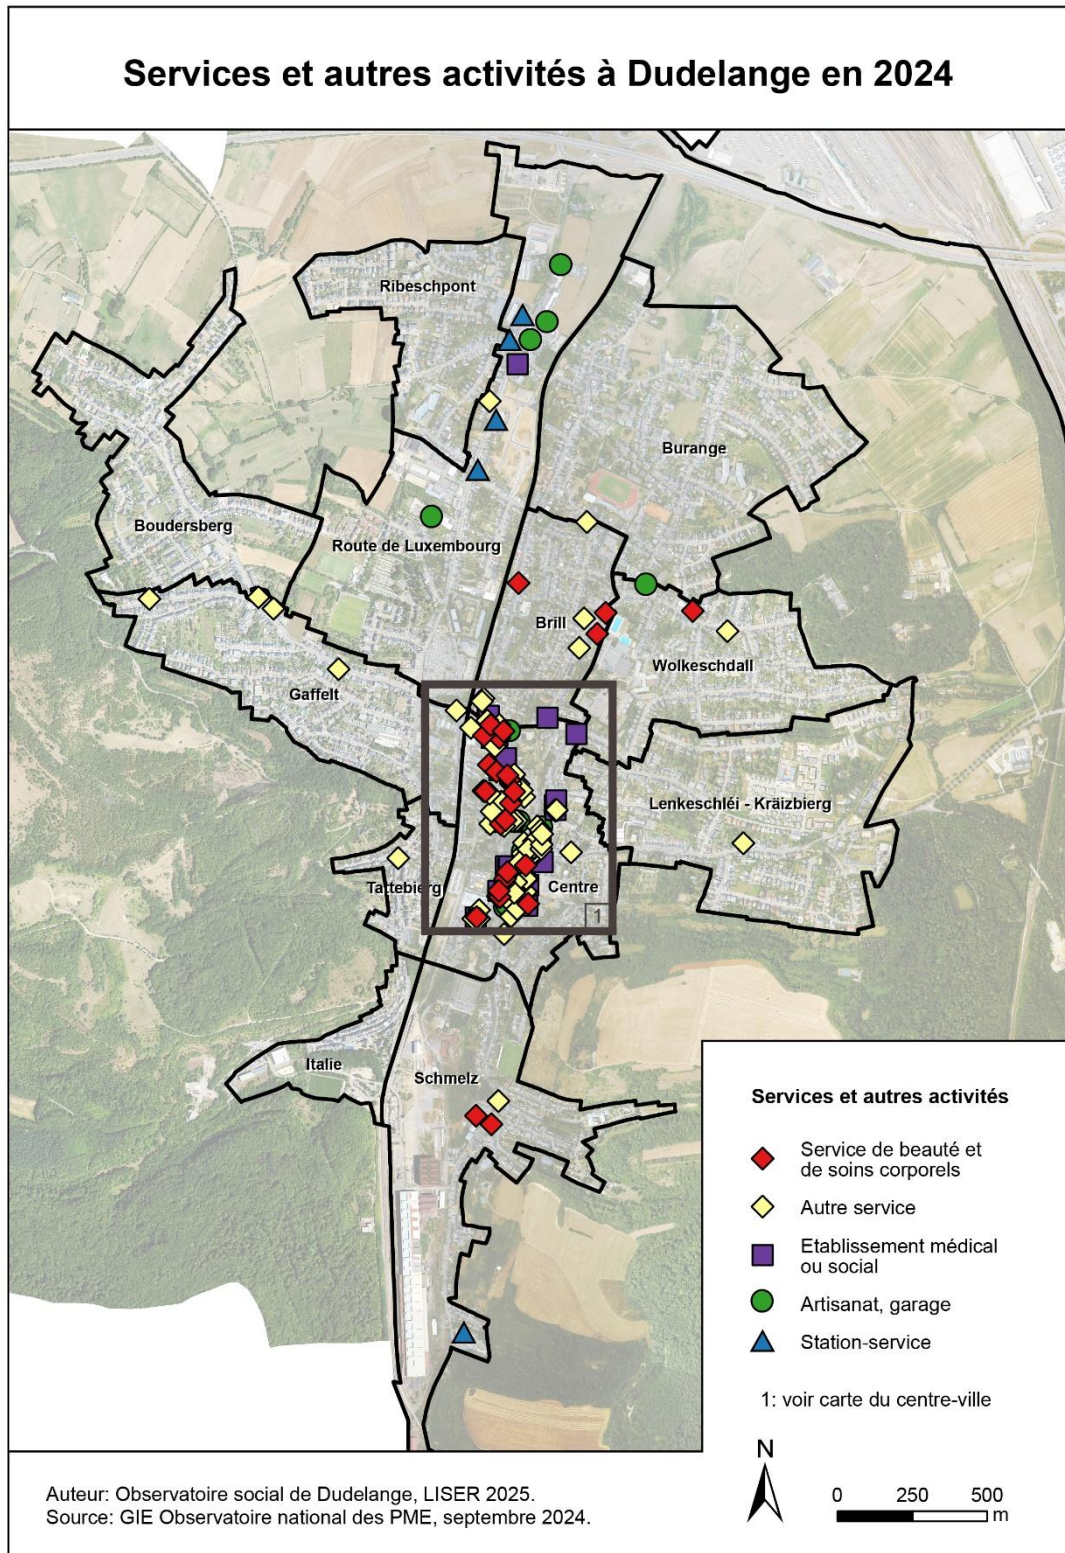 Services et autres activités à Dudelange en 2024
Ribeschpont
Burange
Boudersberg
Route de Luxembourg
Brill
Wolkeschdall
Gaffelt
Lenkeschléi - Kräizbierg
Tattebierg
Centre
1
Italie
Schmelz
Services et autres activités
Service de beauté et
de soins corporels
Autre service
Etablissement médical
ou social
Artisanat, garage
Station-service
1: voir carte du centre-ville
N
0 250 500
m
Auteur: Observatoire social de Dudelange, LISER 2025.
Source: GIE Observatoire national des PME, septembre 2024.